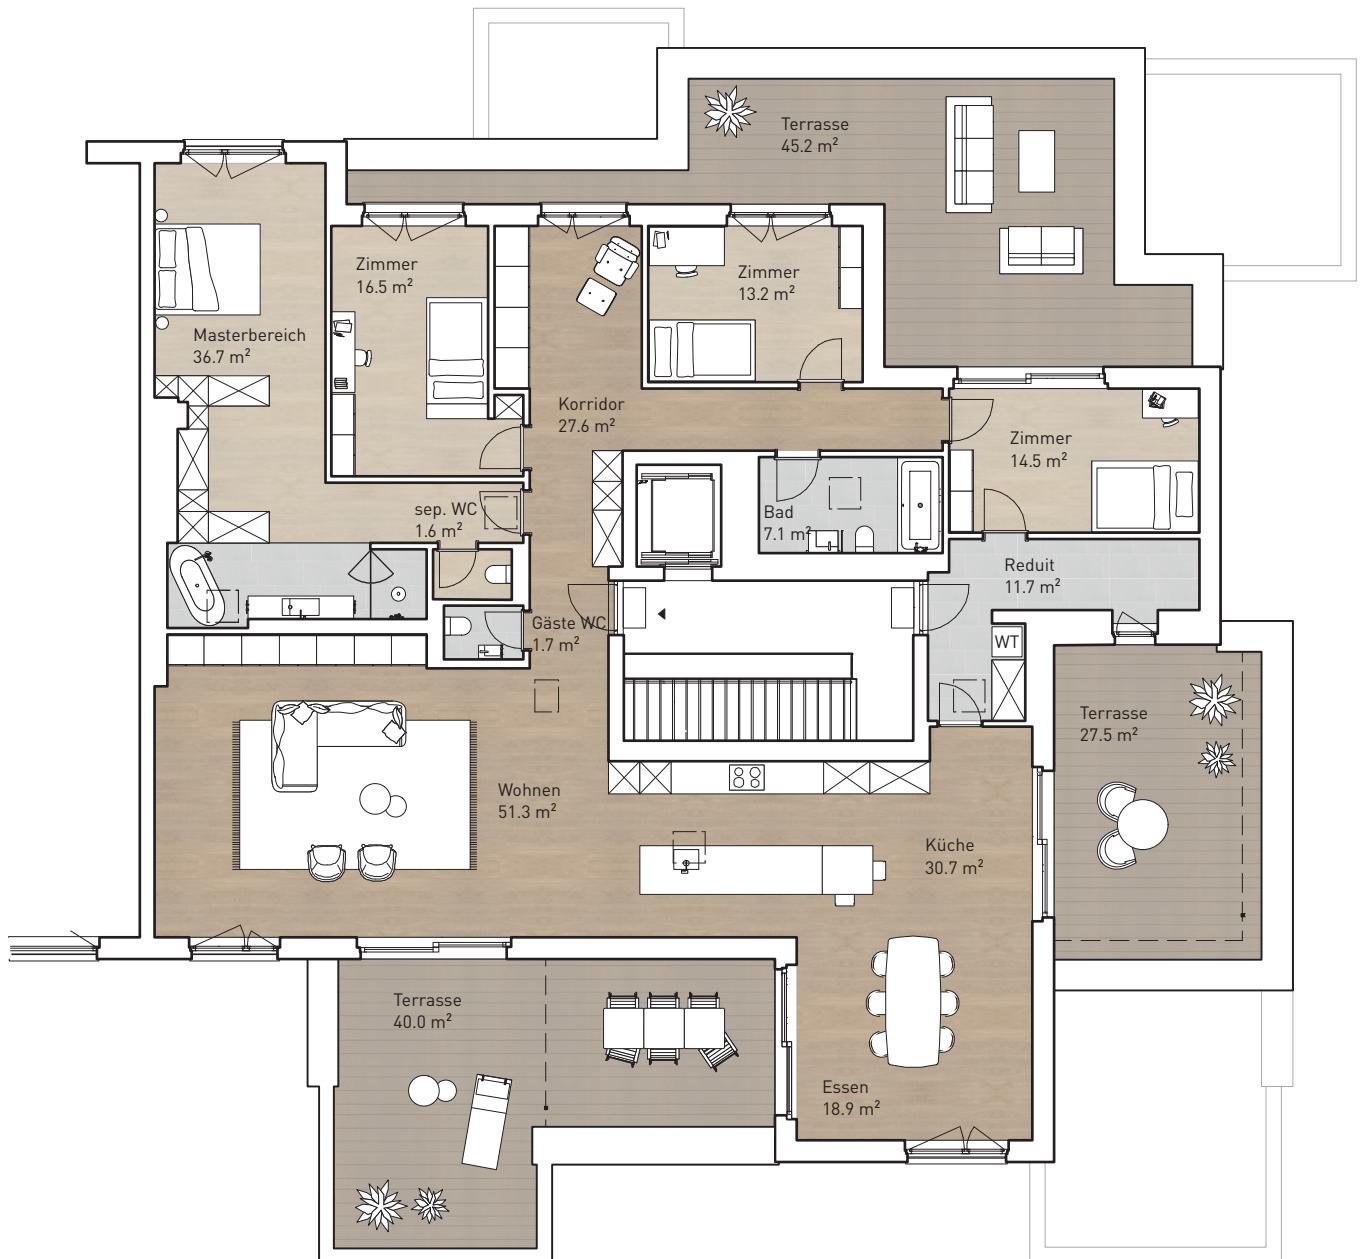 Terrasse
45.2 m²
Zimmer
16.5 m²
Zimmer
13.2 m²
Masterbereich
36.7 m²
Korridor
27.6 m²
Zimmer
14.5 m²
sep. WC
1.6 m²
Bad
7.1 m²
Reduit
11.7 m²
Gäste WC
1.7 m²
WT
Terrasse
27.5 m²
Wohnen
51.3 m²
Küche
30.7 m²
Terrasse
40.0 m²
Essen
18.9 m²